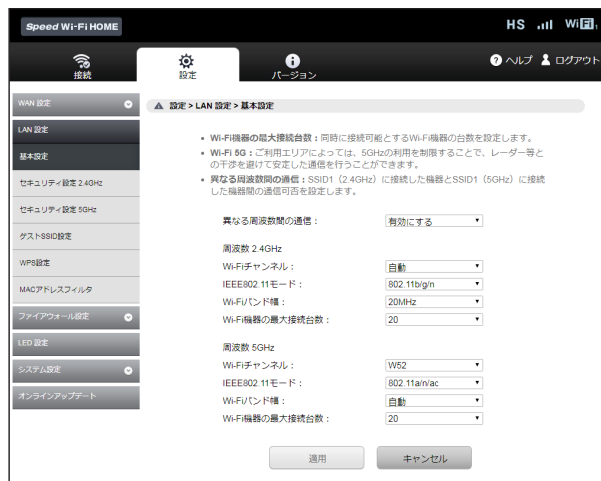 Speed Wi-Fi HOME
HS
WiFi
接続
設定
バージョン
ヘルプ
ログアウト
WAN 設定
LAN 設定
基本設定
セキュリティ設定 2.4GHz
セキュリティ設定 5GHz
ゲストSSID設定
WPS設定
MACアドレスフィルタ
ファイアウォール設定
LED 設定
システム設定
オンラインアップデート
設定 > LAN 設定 > 基本設定
• Wi-Fi機器の最大接続台数：同時に接続可能とするWi-Fi機器の台数を設定します。
• Wi-Fi 5G：ご利用エリアによっては、5GHzの利用を制限することで、レーダー等と
の干渉を避けて安定した通信を行うことができます。
• 異なる周波数間の通信：SSID1（2.4GHz）に接続した機器とSSID1（5GHz）に接続
した機器間の通信可否を設定します。
異なる周波数間の通信： 有効にする
周波数 2.4GHz
Wi-Fiチャンネル： 自動
IEEE802.11モード： 802.11b/g/n
Wi-Fiバンド幅： 20MHz
Wi-Fi機器の最大接続台数： 20
周波数 5GHz
Wi-Fiチャンネル： W52
IEEE802.11モード： 802.11a/n/ac
Wi-Fiバンド幅： 自動
Wi-Fi機器の最大接続台数： 20
適用
キャンセル